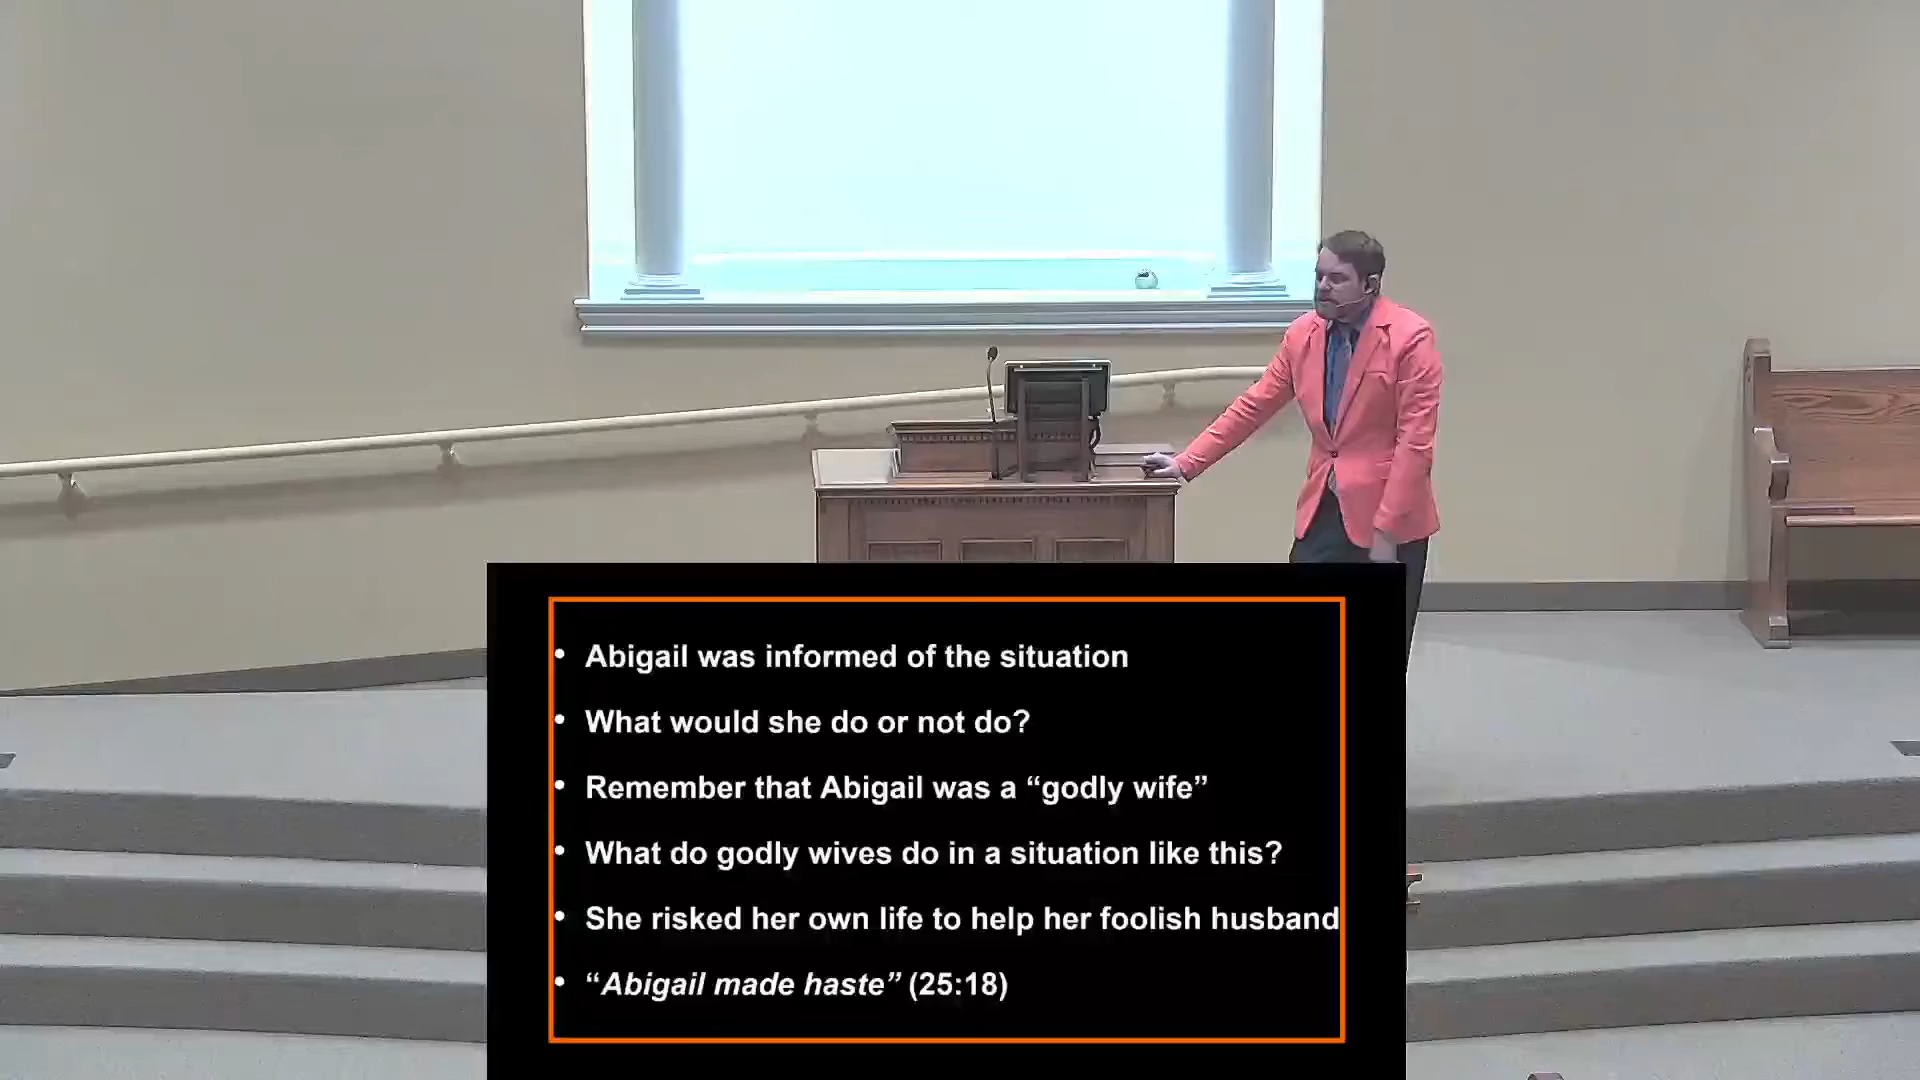 • Abigail was informed of the situation
• What would she do or not do?
• Remember that Abigail was a “godly wife”
• What do godly wives do in a situation like this?
• She risked her own life to help her foolish husband
• “Abigail made haste” (25:18)